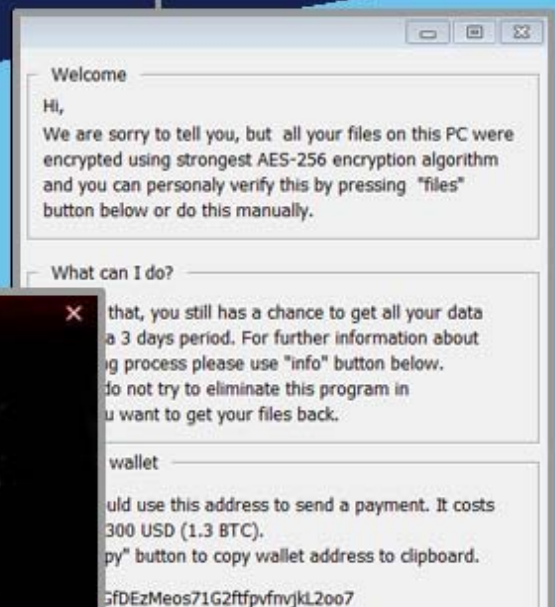 Welcome
Hi,
We are sorry to tell you, but all your files on this PC were
encrypted using strongest AES-256 encryption algorithm
and you can personaly verify this by pressing "files"
button below or do this manually.
What can I do?
that, you still has a chance to get all your data
a 3 days period. For further information about
process please use "info" button below.
do not try to eliminate this program in
want to get your files back.
wallet
use this address to send a payment. It costs
300 USD (1.3 BTC).
button to copy wallet address to clipboard.